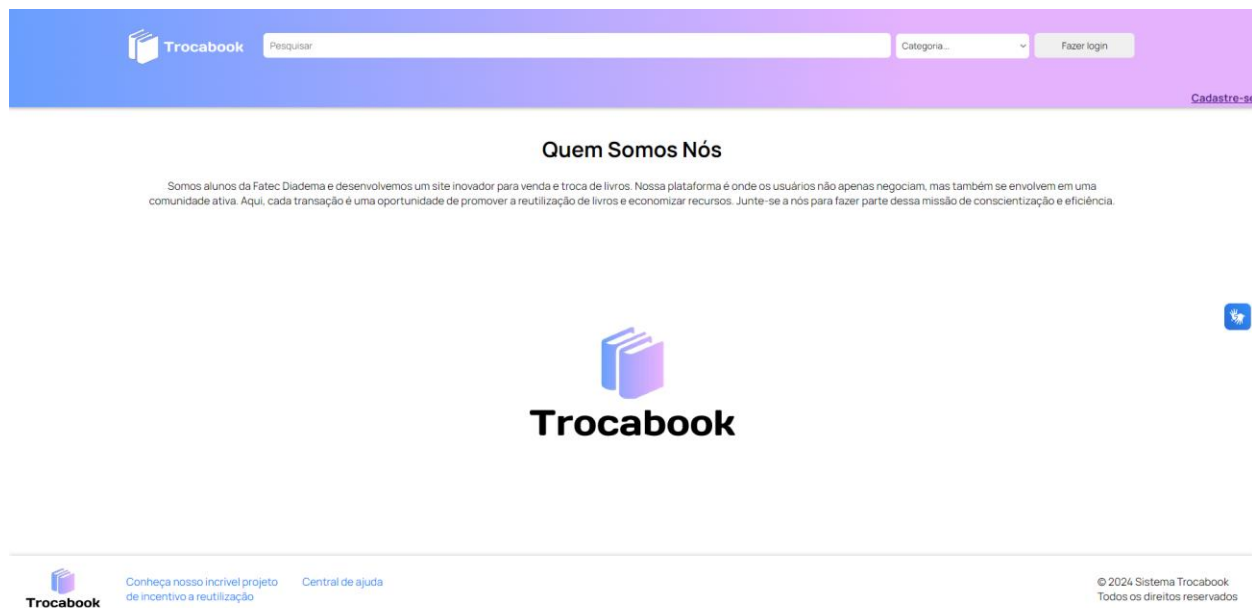 Trocabook
Pesquisar
Categoria...
Fazer login
Cadastre-se
Quem Somos Nós
Somos alunos da Fatec Diadema e desenvolvemos um site inovador para venda e troca de livros. Nossa plataforma é onde os usuários não apenas negociam, mas também se envolvem em uma
comunidade ativa. Aqui, cada transação é uma oportunidade de promover a reutilização de livros e economizar recursos. Junte-se a nós para fazer parte dessa missão de conscientização e eficiência.
Trocabook
Trocabook
Conheça nosso incrivel projeto
de incentivo a reutilização
Central de ajuda
© 2024 Sistema Trocabook
Todos os direitos reservados